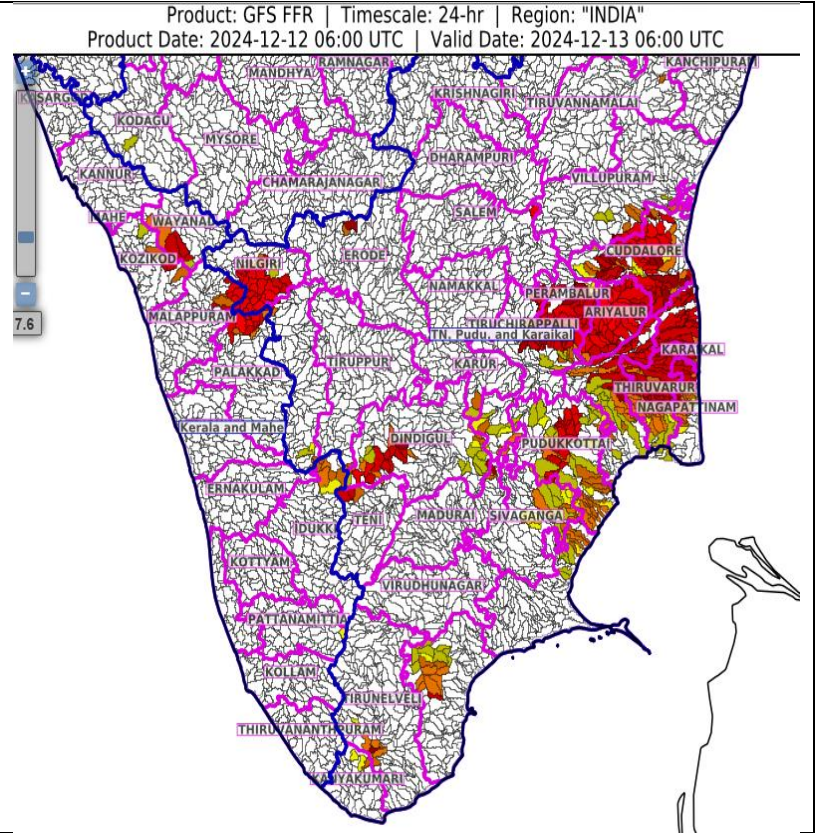 Product: GFS FFR | Timescale: 24-hr | Region: "INDIA"
Product Date: 2024-12-12 06:00 UTC | Valid Date: 2024-12-13 06:00 UTC
RAMNAGAR
KANCHIPURAM
MANDHYA
KRISHNAGIRI
TIRUVANNAMALAI
KODAGU
MYSORE
DHARAMPURI
KANNUR
CHAMARAJANAGAR
VILLUPURAM
MAHE
WAYANAD
SALEM
CUDDALORE
KOZIKOD
NILGIRI
ERODE
NAMAKKAL
PERAMBALUR
ARIYALUR
MALAPPURAM
TIRUCHIRAPPALLI
TN, Pudu, and Karaikal
7.6
KARAIKAL
PALAKKAD
TIRUPPUR
KARUR
THIRUVARUR
NAGAPATTINAM
Kerala and Mahe
DINDIGUL
PUDUKKOTTAI
ERNAKULAM
IDUKKI
TENI
MADURAI
SIVAGANGA
KOTTYAM
VIRUDHUNAGAR
PATTANAMITTIA
KOLLAM
TIRUNELVELI
THIRUVANANTHPURAM
KANYAKUMARI